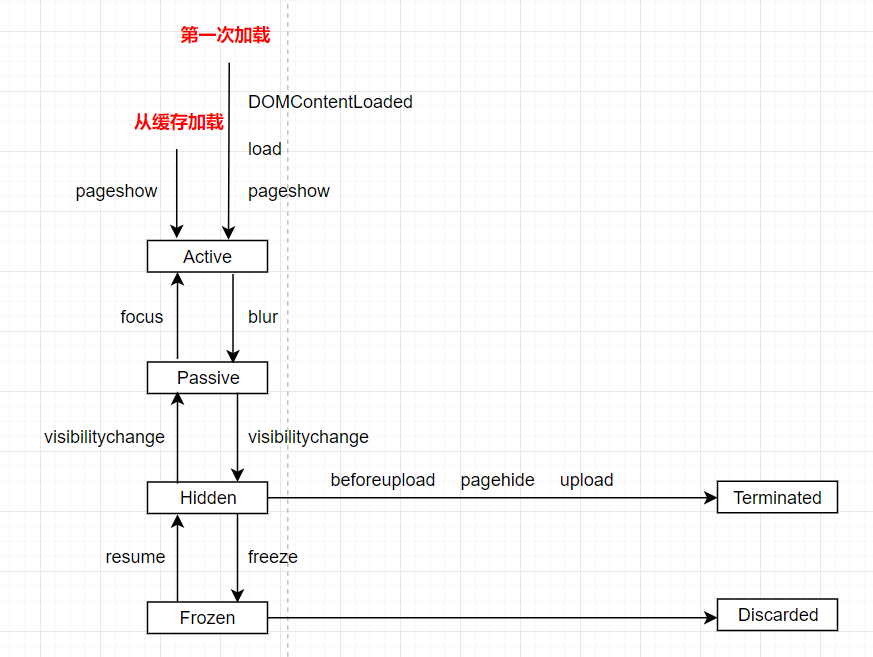 第一次加载
DOMContentLoaded
从缓存加载
load
pageshow
pageshow
Active
focus
blur
Passive
visibilitychange
visibilitychange
beforeupload
pagehide
upload
Hidden
Terminated
resume
freeze
Frozen
Discarded